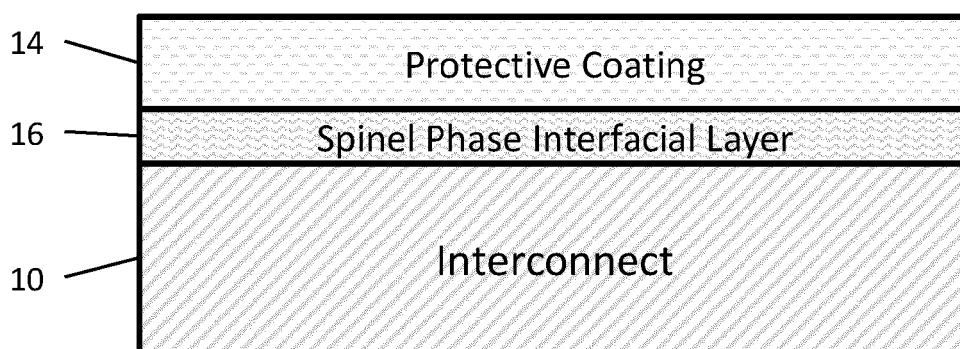 14 Protective Coating
16 Spinel Phase Interfacial Layer
10 Interconnect